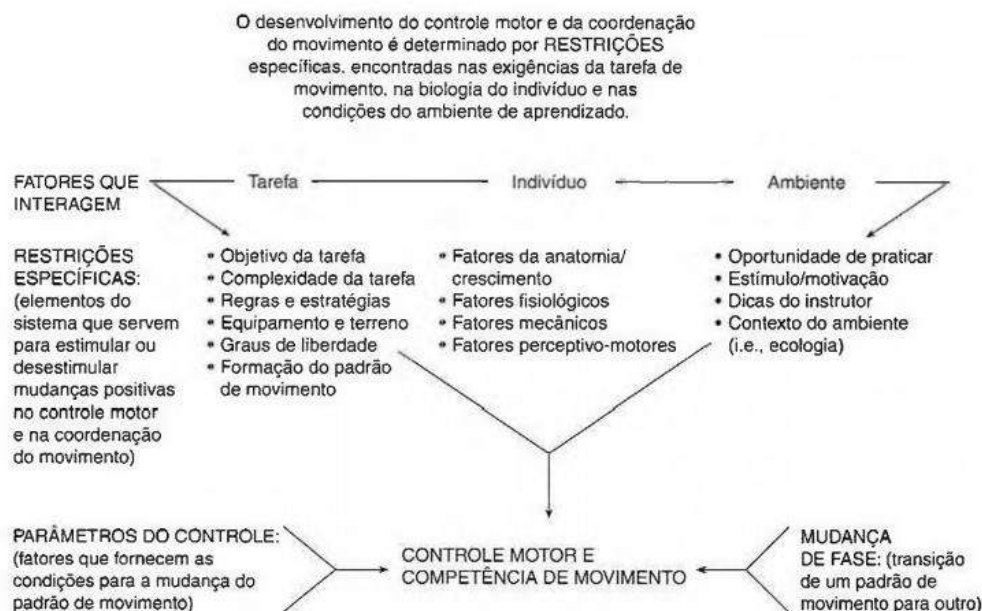 O desenvolvimento do controle motor e da coordenação
do movimento é determinado por RESTRIÇÕES
específicas, encontradas nas exigências da tarefa de
movimento, na biologia do indivíduo e nas
condições do ambiente de aprendizado.
FATORES QUE
INTERAGEM
Tarefa
Indivíduo
Ambiente
RESTRIÇÕES
ESPECÍFICAS:
(elementos do
sistema que servem
para estimular ou
desestimular
mudanças positivas
no controle motor
e na coordenação
do movimento)
• Objetivo da tarefa
• Complexidade da tarefa
• Regras e estratégias
• Equipamento e terreno
• Graus de liberdade
• Formação do padrão
de movimento
• Fatores da anatomia/
crescimento
• Fatores fisiológicos
• Fatores mecânicos
• Fatores perceptivo-motores
• Oportunidade de praticar
• Estímulo/motivação
• Dicas do instrutor
• Contexto do ambiente
(i.e., ecologia)
PARÂMETROS DO CONTROLE:
(fatores que fornecem as
condições para a mudança do
padrão de movimento)
CONTROLE MOTOR E
COMPETÊNCIA DE MOVIMENTO
MUDANÇA
DE FASE: (transição
de um padrão de
movimento para outro)